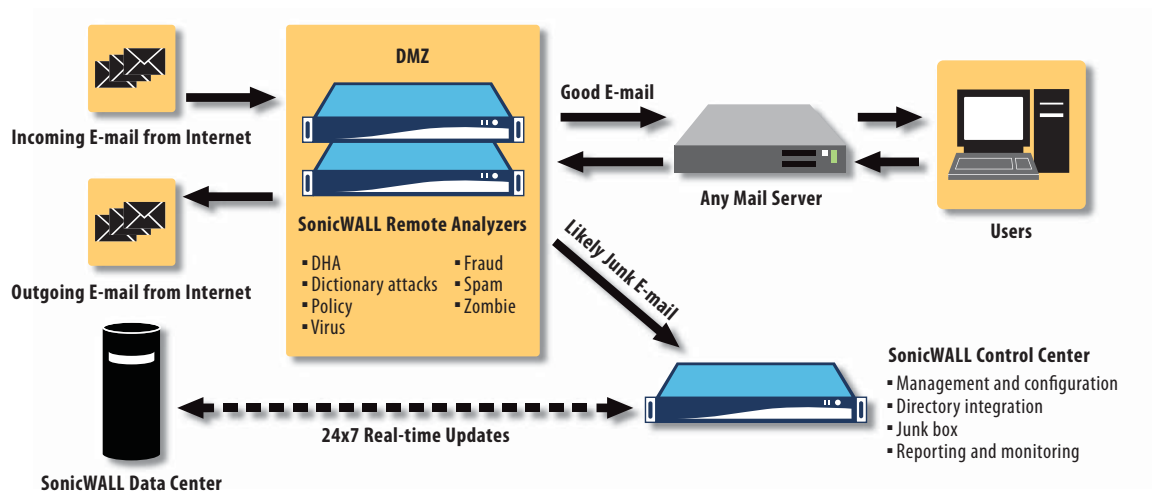 DMZ
Good E-mail
Incoming E-mail from Internet
Any Mail Server
SonicWALL Remote Analyzers
Users
▪ DHA
▪ Dictionary attacks
▪ Policy
▪ Virus
▪ Fraud
▪ Spam
▪ Zombie
Likely Junk E-mail
Outgoing E-mail from Internet
SonicWALL Control Center
▪ Management and configuration
▪ Directory integration
▪ Junk box
▪ Reporting and monitoring
24x7 Real-time Updates
SonicWALL Data Center